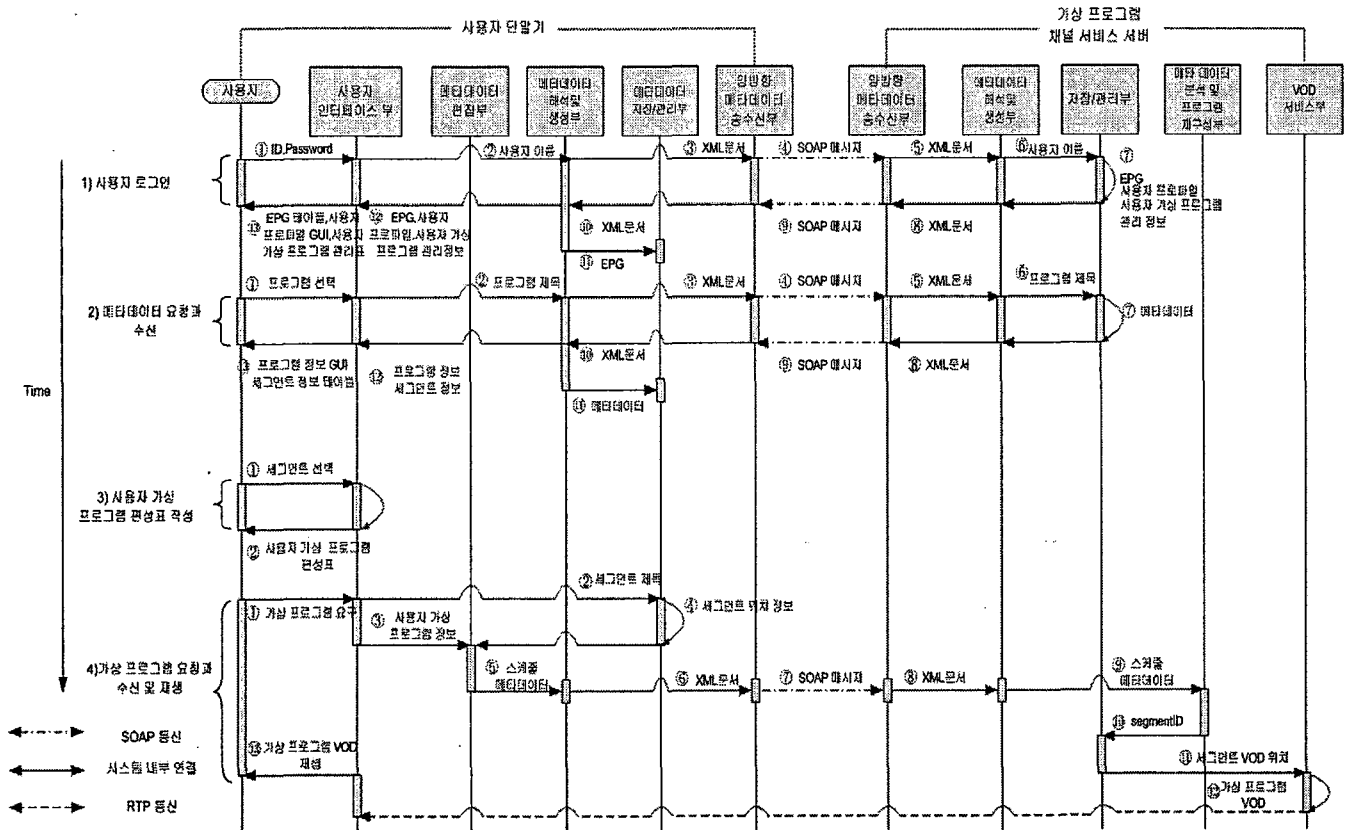 사용자 단말기
가상 프로그램
채널 서비스 서버
사용자
사용자
인터페이스 부
메타데이터
편집부
메타데이터
해석및
생성부
메타데이터
저장/관리부
양방향
메타데이터
송수신부
양방향
메타데이터
송수신부
메타데이터
해석및
생성부
저장/관리부
메타 데이터
분석 및
프로그램
재구성부
VOD
서비스부
Time
1) 사용자 로그인
① ID,Password
② 사용자 이름
③ XML문서
④ SOAP 메시지
⑤ XML문서
⑥ 사용자 이름
⑦
EPG
사용자 프로파일
사용자 가상 프로그램
관리 정보
⑧ XML문서
⑨ SOAP 메시지
⑩ XML문서
⑪ EPG
⑫ EPG,사용자
프로파일,사용자 가상
프로그램 관리정보
⑬ EPG 테이블,사용자
프로파일 GUI,사용자
가상 프로그램 관리표
2) 메타데이터 요청과
수신
① 프로그램 선택
② 프로그램 제목
③ XML문서
④ SOAP 메시지
⑤ XML문서
⑥ 프로그램 제목
⑦ 메타데이터
⑧ XML문서
⑨ SOAP 메시지
⑩ XML문서
⑪ 메타데이터
⑫ 프로그램 정보
세그먼트 정보
⑬ 프로그램 정보 GUI
세그먼트 정보 테이블
3) 사용자 가상
프로그램 편성표 작성
① 세그먼트 선택
② 사용자 가상 프로그램
편성표
4)가상 프로그램 요청과
수신 및 재생
① 가상 프로그램 요구
② 세그먼트 제목
③ 사용자 가상
프로그램 정보
④ 세그먼트 위치 정보
⑤ 스케줄
메타데이터
⑥ XML문서
⑦ SOAP 메시지
⑧ XML문서
⑨ 스케줄
메타데이터
⑩ segmentID
⑪ 세그먼트 VOD 위치
⑫ 가상 프로그램
VOD
⑬ 가상 프로그램 VOD
재생
SOAP 통신
시스템 내부 연결
RTP 통신